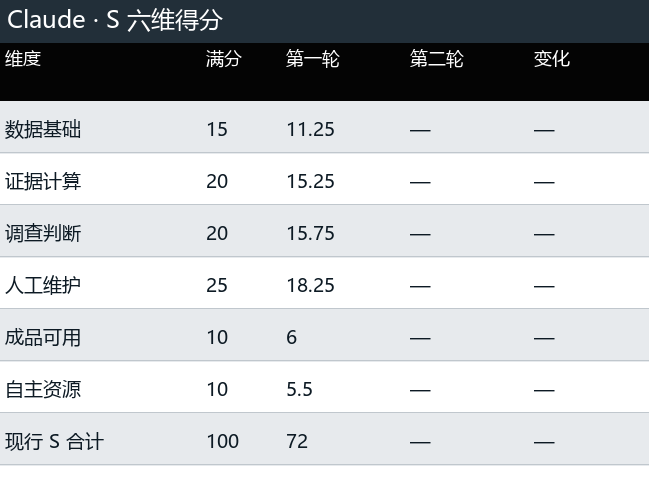 Claude · S 六维得分
维度 满分 第一轮 第二轮 变化
数据基础 15 11.25 — —
证据计算 20 15.25 — —
调查判断 20 15.75 — —
人工维护 25 18.25 — —
成品可用 10 6 — —
自主资源 10 5.5 — —
现行 S 合计 100 72 — —